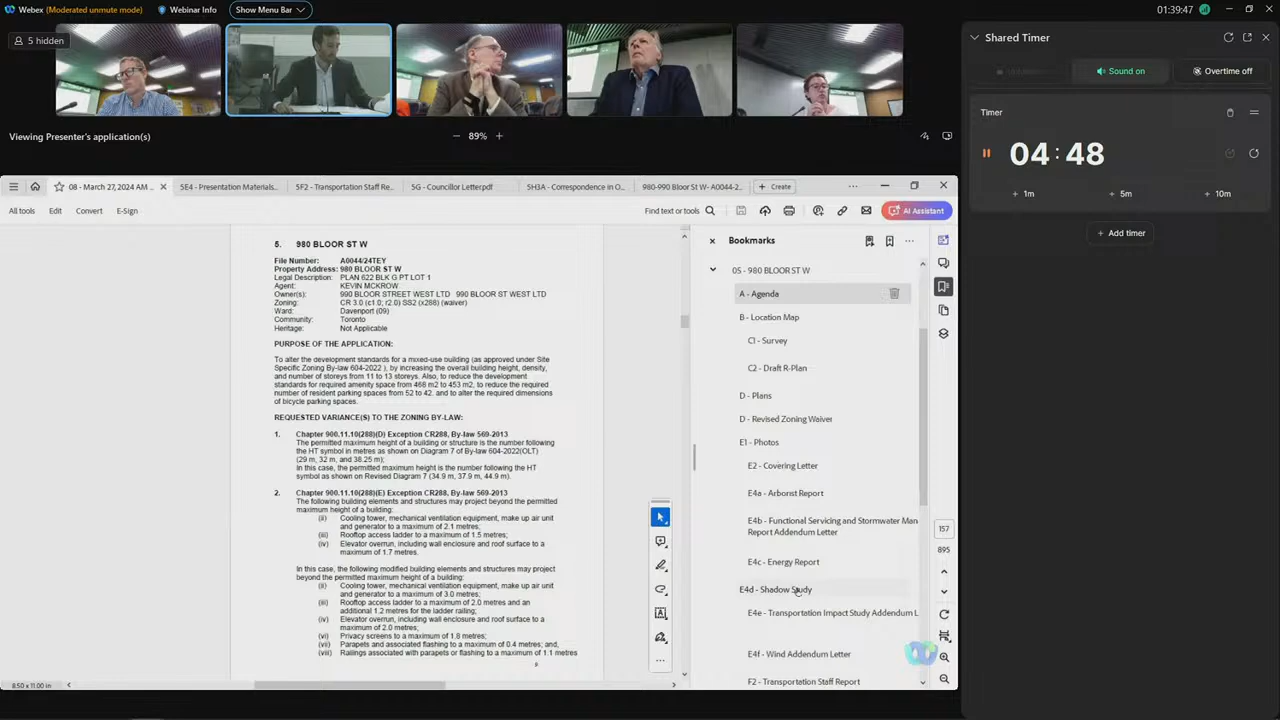 Webex (Moderated unmute mode) Webinar Info Show Menu Bar 01:39:47
5 hidden
Viewing Presenter's application(s)
89%
Shared Timer
Sound on
Overtime off
Timer
04 : 48
+ 1m
+ 5m
+ 10m
+ Add timer
08 - March 27, 2024 AM ...
5E4 - Presentation Materials...
5F2 - Transportation Staff Re...
5G - Councillor Letter.pdf
5H3A - Correspondence in O...
980-990 Bloor St W- A0044-2...
+ Create
All tools Edit Convert E-Sign
Find text or tools
AI Assistant
5. 980 BLOOR ST W
File Number: A0044/24TEY
Property Address: 980 BLOOR ST W
Legal Description: PLAN 622 BLK G PT LOT 1
Agent: KEVIN MCKROW
Owner(s): 990 BLOOR STREET WEST LTD 990 BLOOR ST WEST LTD
Zoning: CR 3.0 (c1.0; r2.0) SS2 (x288) (waiver)
Ward: Davenport (09)
Community: Toronto
Heritage: Not Applicable
PURPOSE OF THE APPLICATION:
To alter the development standards for a mixed-use building (as approved under Site
Specific Zoning By-law 604-2022 ), by increasing the overall building height, density,
and number of storeys from 11 to 13 storeys. Also, to reduce the development
standards for required amenity space from 466 m2 to 453 m2, to reduce the required
number of resident parking spaces from 52 to 42. and to alter the required dimensions
of bicycle parking spaces.
REQUESTED VARIANCE(S) TO THE ZONING BY-LAW:
1. Chapter 900.11.10(288)(D) Exception CR288, By-law 569-2013
The permitted maximum height of a building or structure is the number following
the HT symbol in metres as shown on Diagram 7 of By-law 604-2022(OLT)
(29 m, 32 m, and 38.25 m);
In this case, the permitted maximum height is the number following the HT
symbol as shown on Revised Diagram 7 (34.9 m, 37.9 m, 44.9 m).
2. Chapter 900.11.10(288)(E) Exception CR288, By-law 569-2013
The following building elements and structures may project beyond the permitted
maximum height of a building:
(ii) Cooling tower, mechanical ventilation equipment, make up air unit
and generator to a maximum of 2.1 metres;
(iii) Rooftop access ladder to a maximum of 1.5 metres;
(iv) Elevator overrun, including wall enclosure and roof surface to a
maximum of 1.7 metres.
In this case, the following modified building elements and structures may project
beyond the permitted maximum height of a building:
(ii) Cooling tower, mechanical ventilation equipment, make up air unit
and generator to a maximum of 3.0 metres;
(iii) Rooftop access ladder to a maximum of 2.0 metres and an
additional 1.2 metres for the ladder railing;
(iv) Elevator overrun, including wall enclosure and roof surface to a
maximum of 2.0 metres;
(vi) Privacy screens to a maximum of 1.8 metres;
(vii) Parapets and associated flashing to a maximum of 0.4 metres; and,
(viii) Railings associated with parapets or flashing to a maximum of 1.1 metres
8.50 x 11.00 in
Bookmarks
05 - 980 BLOOR ST W
A - Agenda
B - Location Map
C1 - Survey
C2 - Draft R-Plan
D - Plans
D - Revised Zoning Waiver
E1 - Photos
E2 - Covering Letter
E4a - Arborist Report
E4b - Functional Servicing and Stormwater Man
Report Addendum Letter
E4c - Energy Report
E4d - Shadow Study
E4e - Transportation Impact Study Addendum L
E4f - Wind Addendum Letter
F2 - Transportation Staff Report
157
895